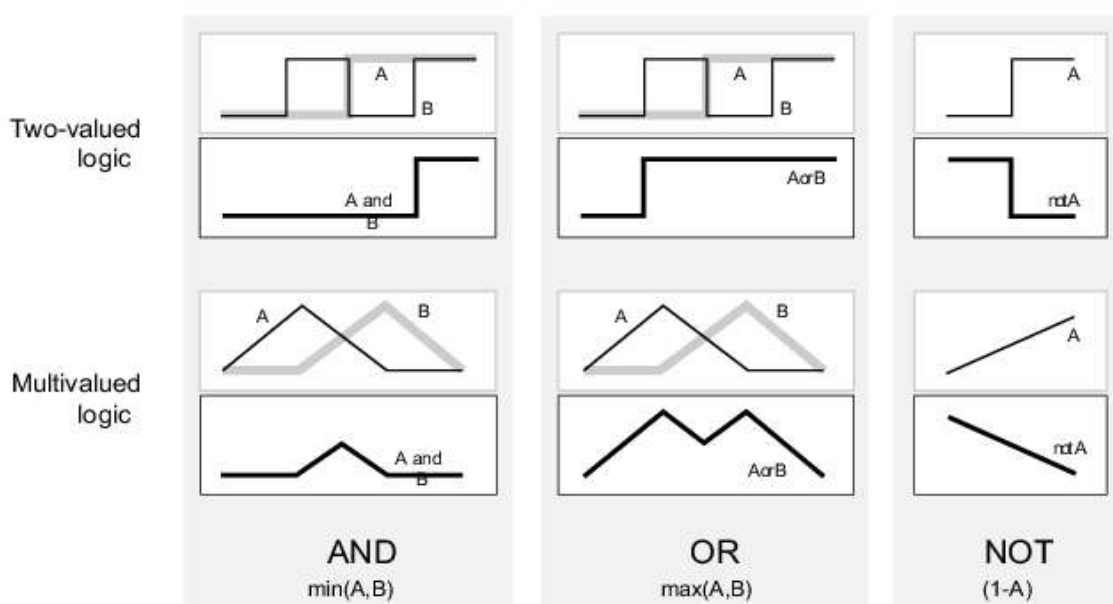 A
B
A
B
A
Two-valued
logic
A and
B
AorB
notA
A
B
A
B
A
Multivalued
logic
A and
B
AorB
notA
AND
OR
NOT
min(A,B)
max(A,B)
(1-A)